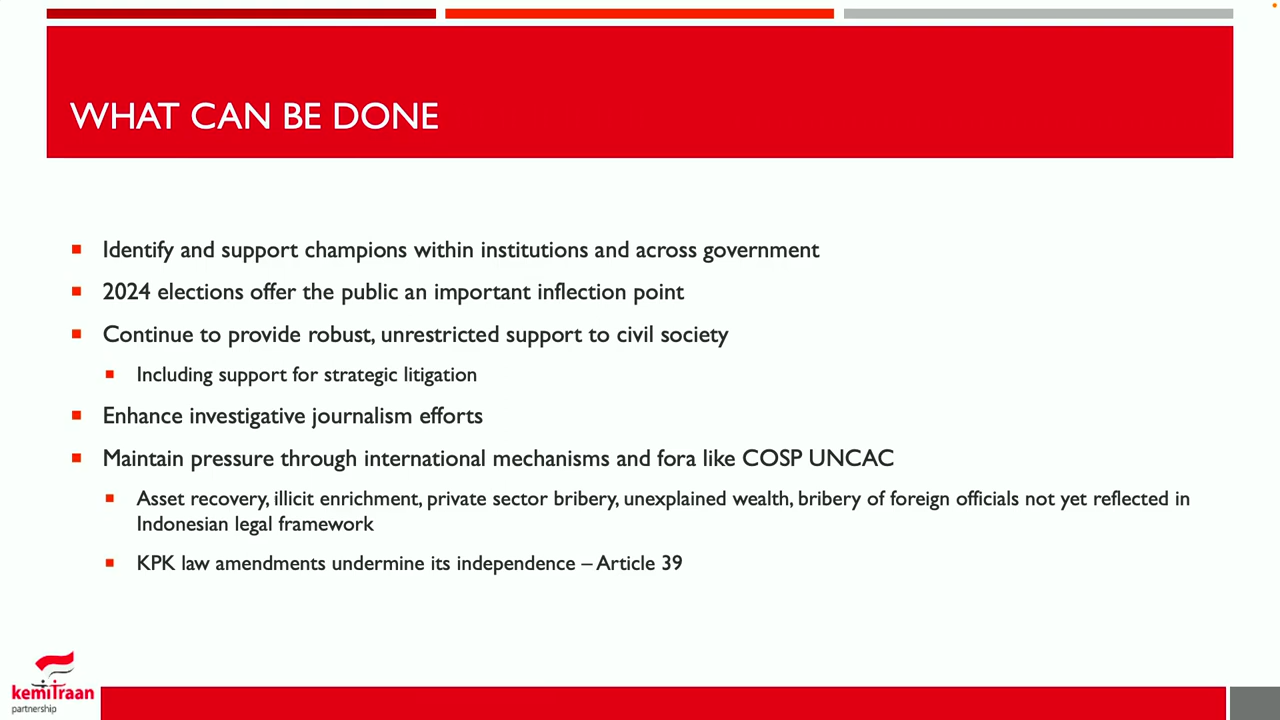 WHAT CAN BE DONE
Identify and support champions within institutions and across government
2024 elections offer the public an important inflection point
Continue to provide robust, unrestricted support to civil society
Including support for strategic litigation
Enhance investigative journalism efforts
Maintain pressure through international mechanisms and fora like COSP UNCAC
Asset recovery, illicit enrichment, private sector bribery, unexplained wealth, bribery of foreign officials not yet reflected in
Indonesian legal framework
KPK law amendments undermine its independence – Article 39
kemiTraan
partnership